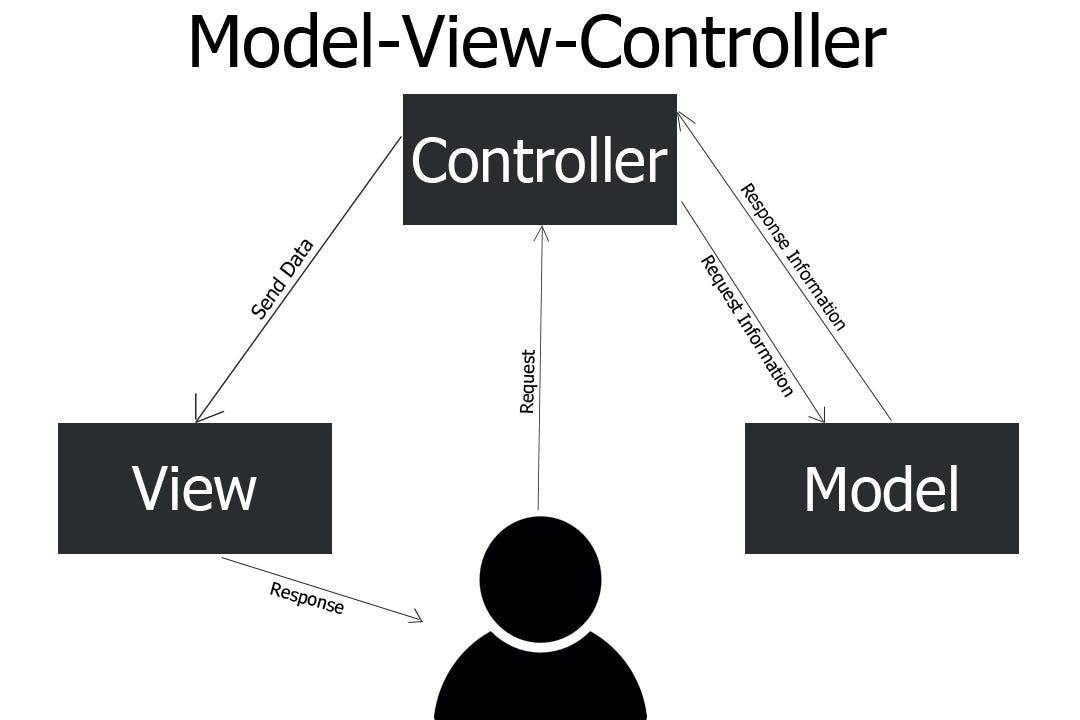 Model-View-Controller
Controller
Send Data
Request
Request Information
Response Information
View
Model
Response